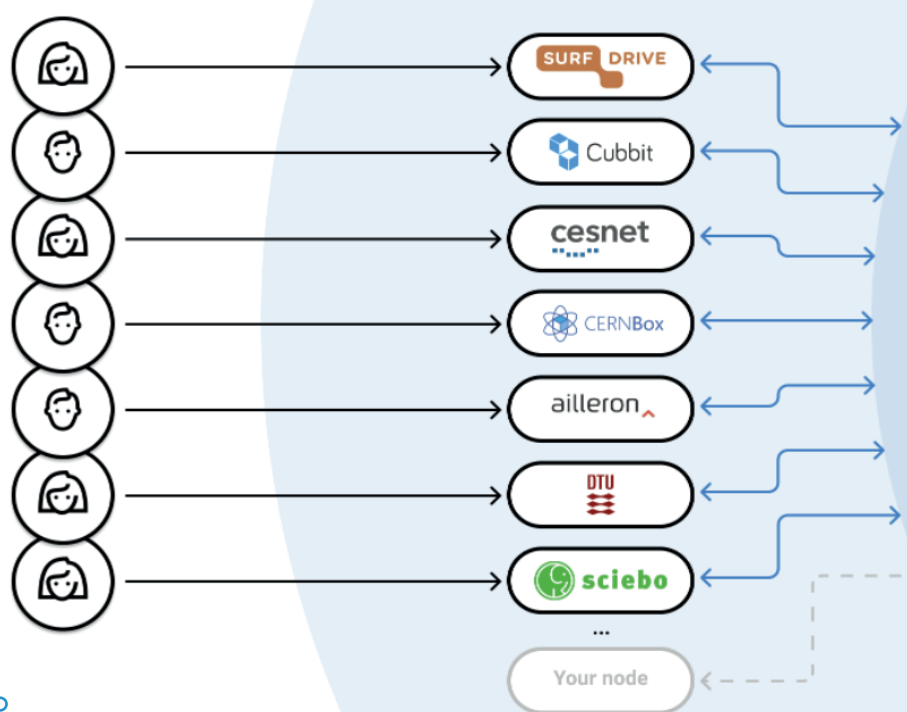 SURF DRIVE
Cubbit
cesnet
CERNBox
ailleron
DTU
sciebo
...
Your node